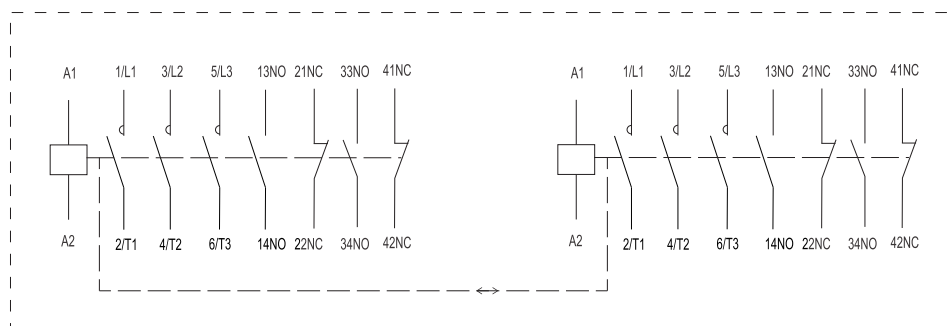 A1 1/L1 3/L2 5/L3 13NO 21NC 33NO 41NC
A2 2/T1 4/T2 6/T3 14NO 22NC 34NO 42NC
A1 1/L1 3/L2 5/L3 13NO 21NC 33NO 41NC
A2 2/T1 4/T2 6/T3 14NO 22NC 34NO 42NC